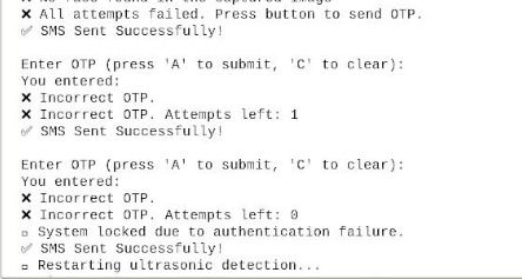 ❌ No face found in the captured image
❌ All attempts failed. Press button to send OTP.
✅ SMS Sent Successfully!
Enter OTP (press 'A' to submit, 'C' to clear):
You entered:
❌ Incorrect OTP.
❌ Incorrect OTP. Attempts left: 1
✅ SMS Sent Successfully!
Enter OTP (press 'A' to submit, 'C' to clear):
You entered:
❌ Incorrect OTP.
❌ Incorrect OTP. Attempts left: 0
▫ System locked due to authentication failure.
✅ SMS Sent Successfully!
▫ Restarting ultrasonic detection...